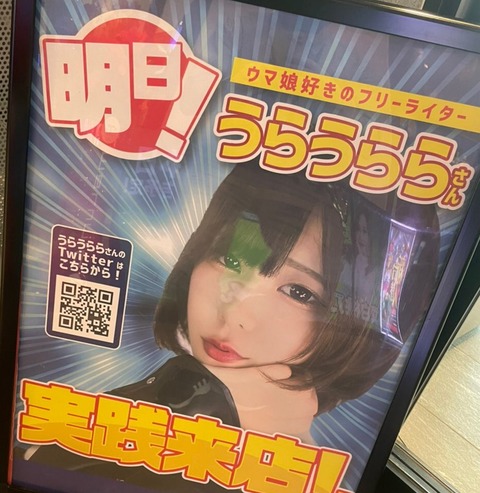 明日!
ウマ娘好きのフリーライター
うらうららさん
うらうららさんの
Twitterは
こちらから!
実践来店!